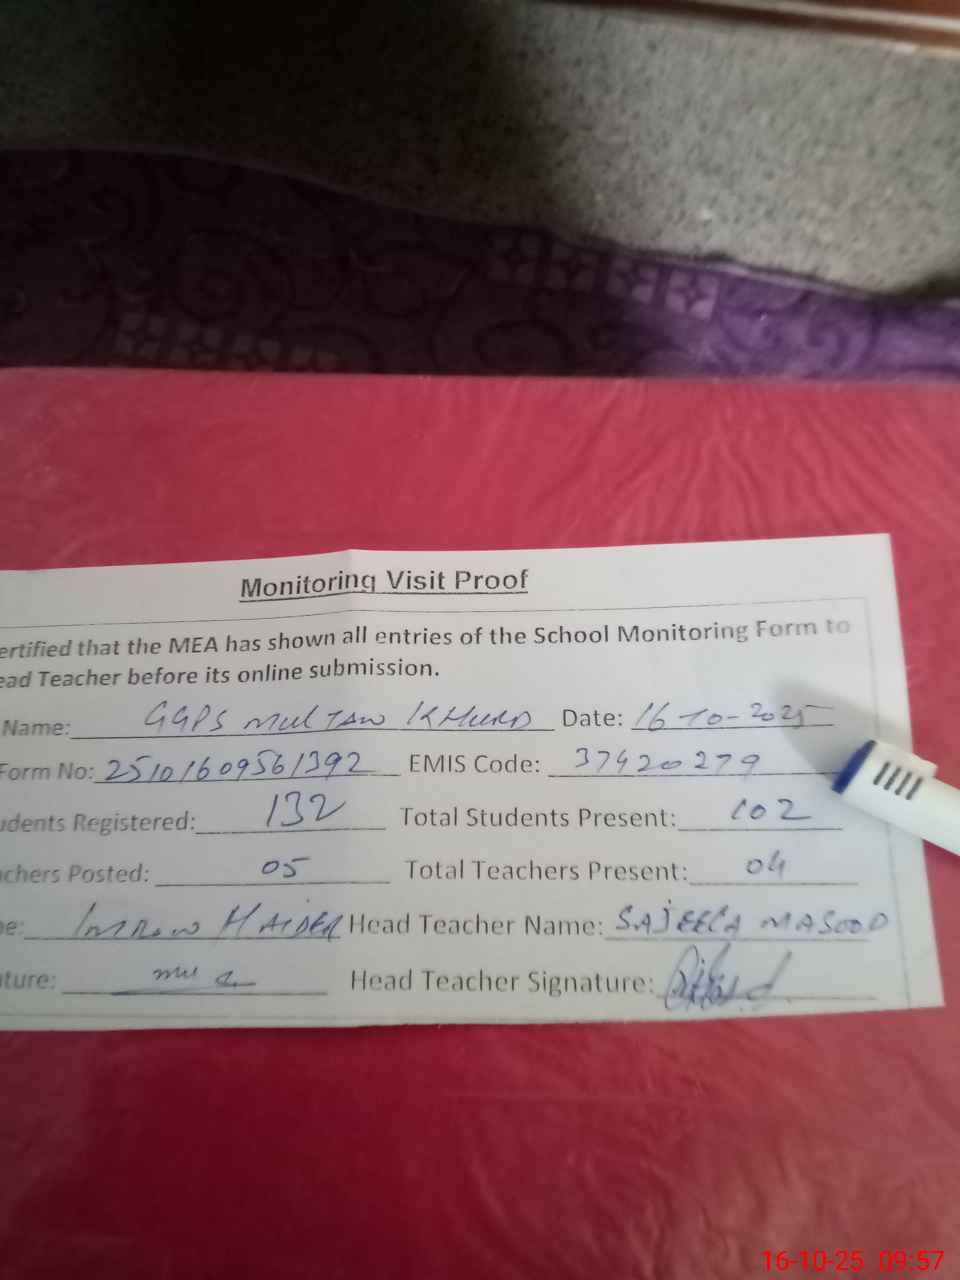 Monitoring Visit Proof
ertified that the MEA has shown all entries of the School Monitoring Form to
ead Teacher before its online submission.
Name: GGPS MULTAN KHURD Date: 16-10-2025
Form No: 25101609561392 EMIS Code: 37420279
udents Registered: 132 Total Students Present: 102
achers Posted: 05 Total Teachers Present: 04
e: IMRAN HAIDER Head Teacher Name: SAJEELA MASOOD
ture: Head Teacher Signature:
16-10-25 09:57